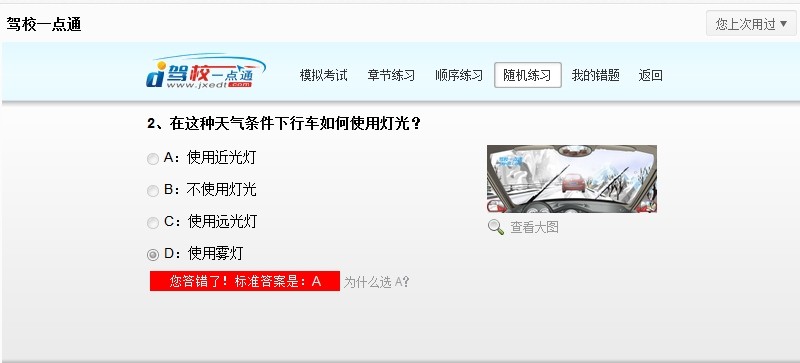 驾校一点通
您上次用过▼
驾校一点通
www.jxedt.com
模拟考试 章节练习 顺序练习 随机练习 我的错题 返回
2、在这种天气条件下行车如何使用灯光？
A：使用近光灯
B：不使用灯光
C：使用远光灯
D：使用雾灯
查看大图
您答错了！标准答案是：A 为什么选 A?